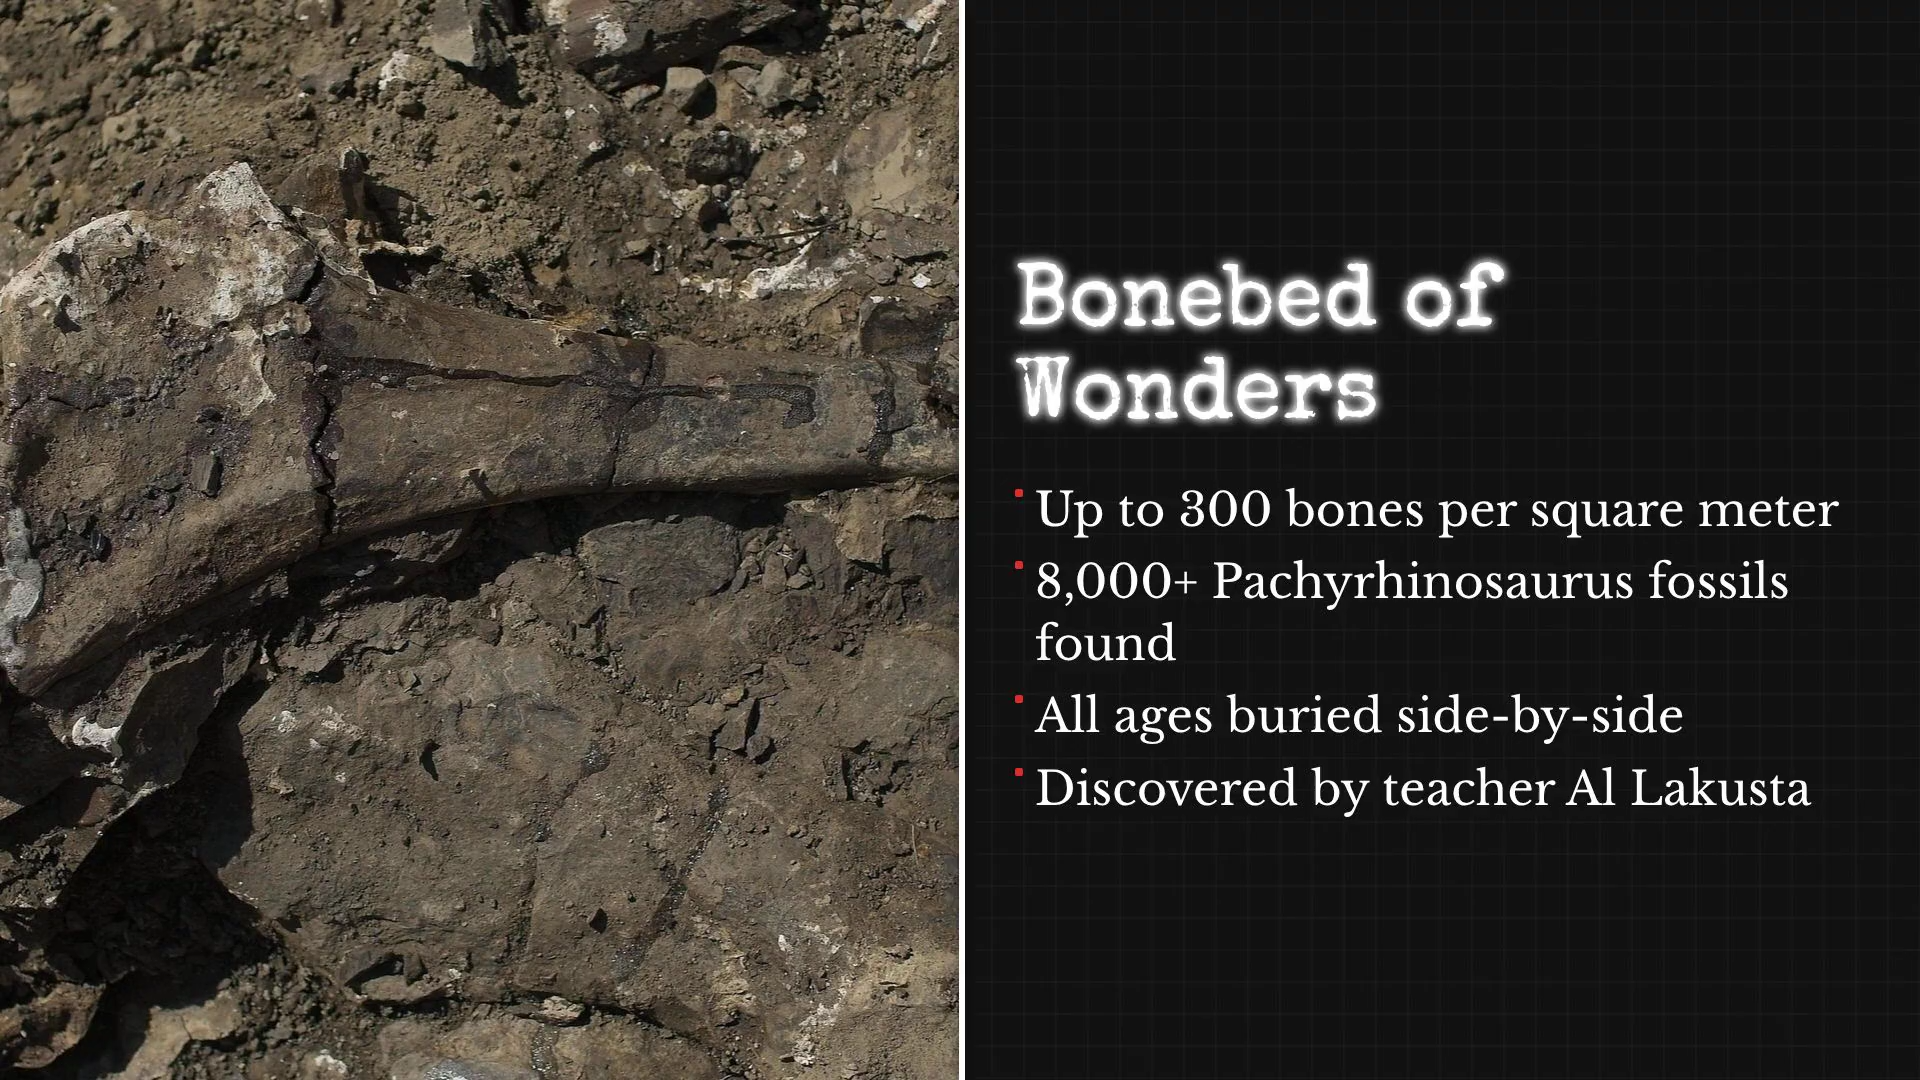 Bonebed of
Wonders
Up to 300 bones per square meter
8,000+ Pachyrhinosaurus fossils
found
All ages buried side-by-side
Discovered by teacher Al Lakusta